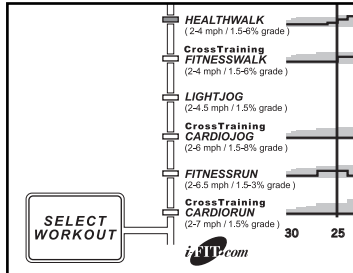 HEALTHWALK
(2-4 mph / 1.5-6% grade)
CrossTraining
FITNESSWALK
(2-4 mph / 1.5-6% grade)
LIGHTJOG
(2-4.5 mph / 1.5% grade)
CrossTraining
CARDIOJOG
(2-6 mph / 1.5-8% grade)
FITNESSRUN
(2-6.5 mph / 1.5-3% grade)
CrossTraining
CARDIORUN
(2-7 mph / 1.5% grade)
30 25
SELECT
WORKOUT
i-FIT.com